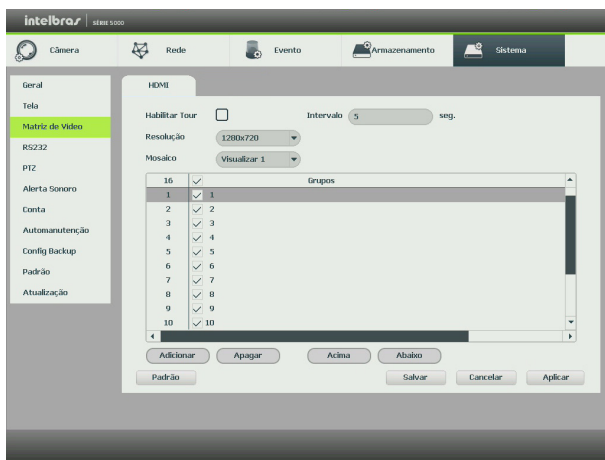 intelbras SÉRIE 5000
Câmera Rede Evento Armazenamento Sistema
Geral
Tela
Matriz de Vídeo
RS232
PTZ
Alerta Sonoro
Conta
Automanutenção
Config Backup
Padrão
Atualização
HDMI
Habilitar Tour Intervalo 5 seg.
Resolução 1280x720
Mosaico Visualizar 1
16 Grupos
1 1
2 2
3 3
4 4
5 5
6 6
7 7
8 8
9 9
10 10
Adicionar Apagar Acima Abaixo
Padrão Salvar Cancelar Aplicar